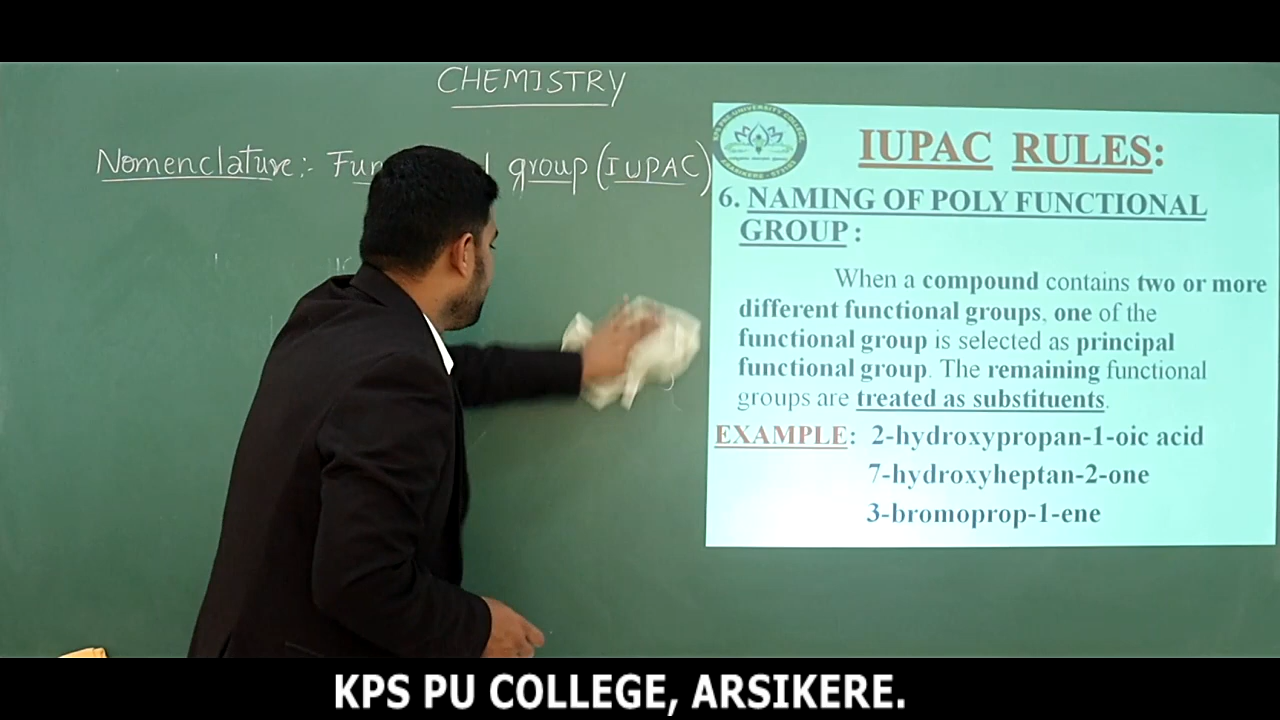 CHEMISTRY
Nomenclature:- Fun group (IUPAC)
IUPAC RULES:
6. NAMING OF POLY FUNCTIONAL
GROUP :
When a compound contains two or more
different functional groups, one of the
functional group is selected as principal
functional group. The remaining functional
groups are treated as substituents.
EXAMPLE: 2-hydroxypropan-1-oic acid
7-hydroxyheptan-2-one
3-bromoprop-1-ene
KPS PU COLLEGE, ARSIKERE.